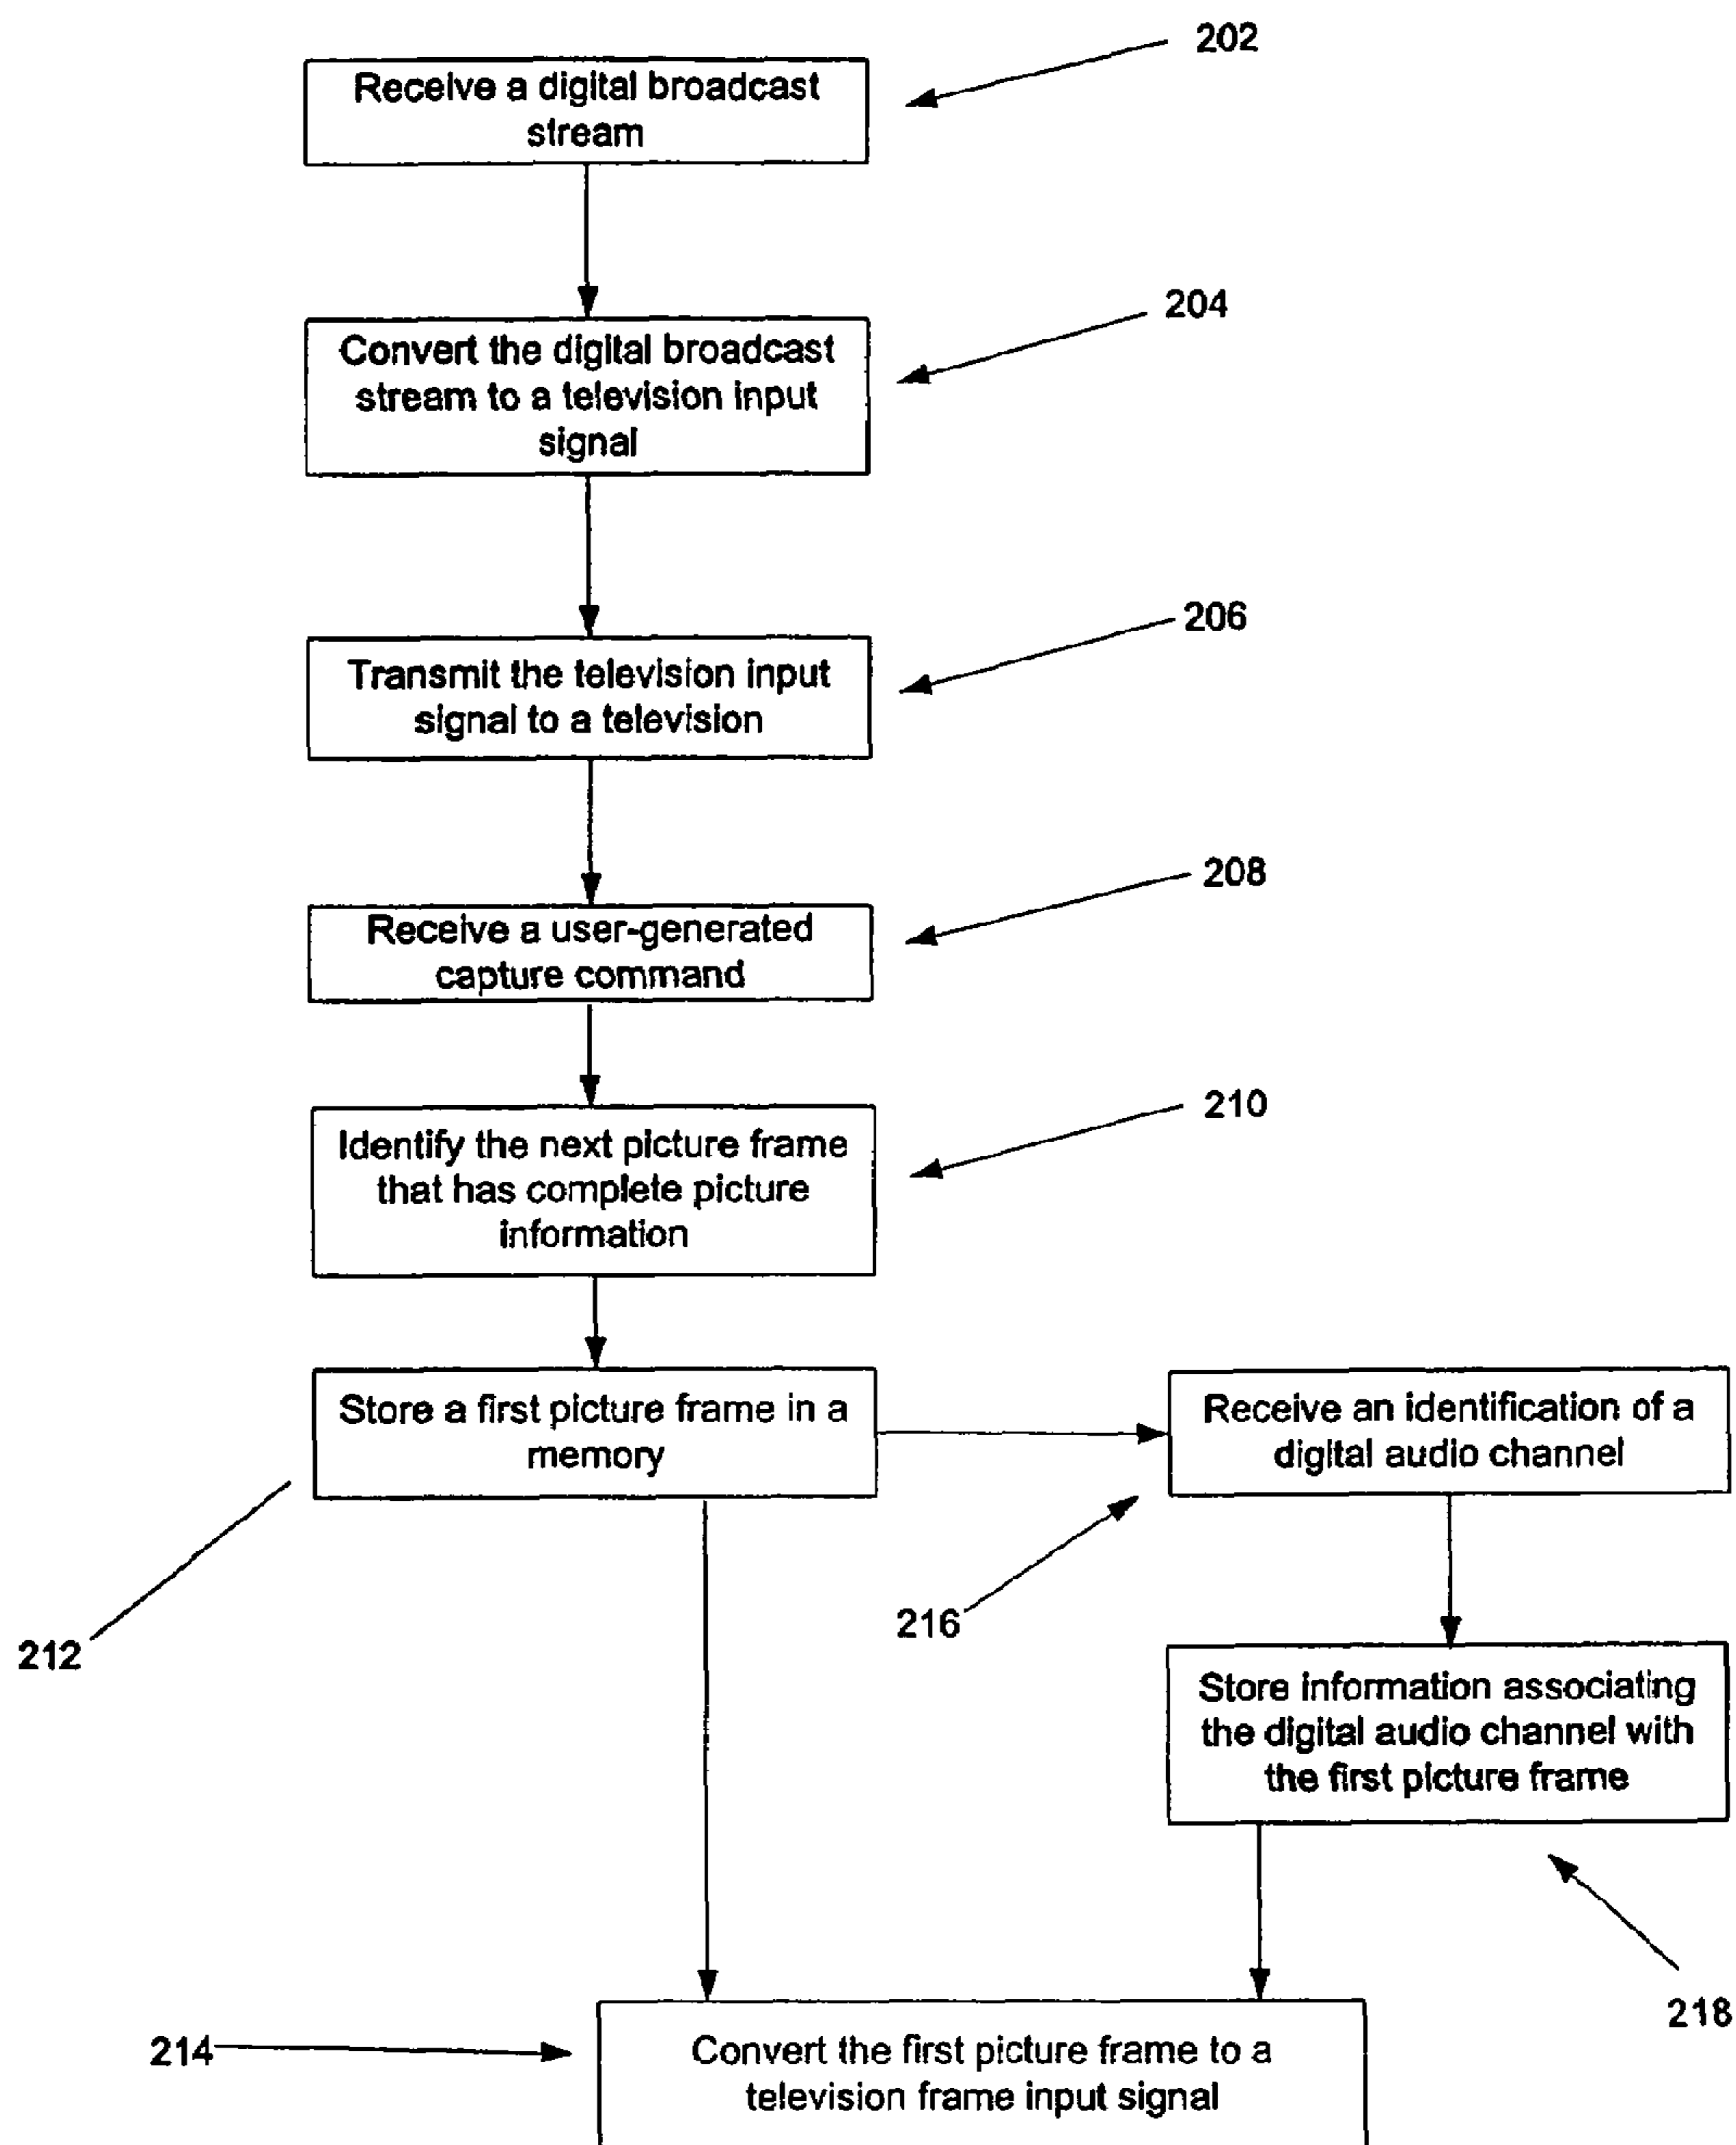 202
Receive a digital broadcast
stream
204
Convert the digital broadcast
stream to a television input
signal
206
Transmit the television input
signal to a television
208
Receive a user-generated
capture command
210
Identify the next picture frame
that has complete picture
information
Store a first picture frame in a
memory
212
Receive an identification of a
digital audio channel
216
Store information associating
the digital audio channel with
the first picture frame
218
214
Convert the first picture frame to a
television frame input signal